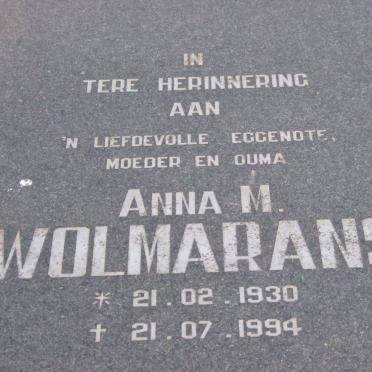 IN
TERE HERINNERING
AAN
'N LIEFDEVOLLE EGGENOTE,
MOEDER EN OUMA
ANNA M.
WOLMARANS
* 21.02.1930
† 21.07.1994